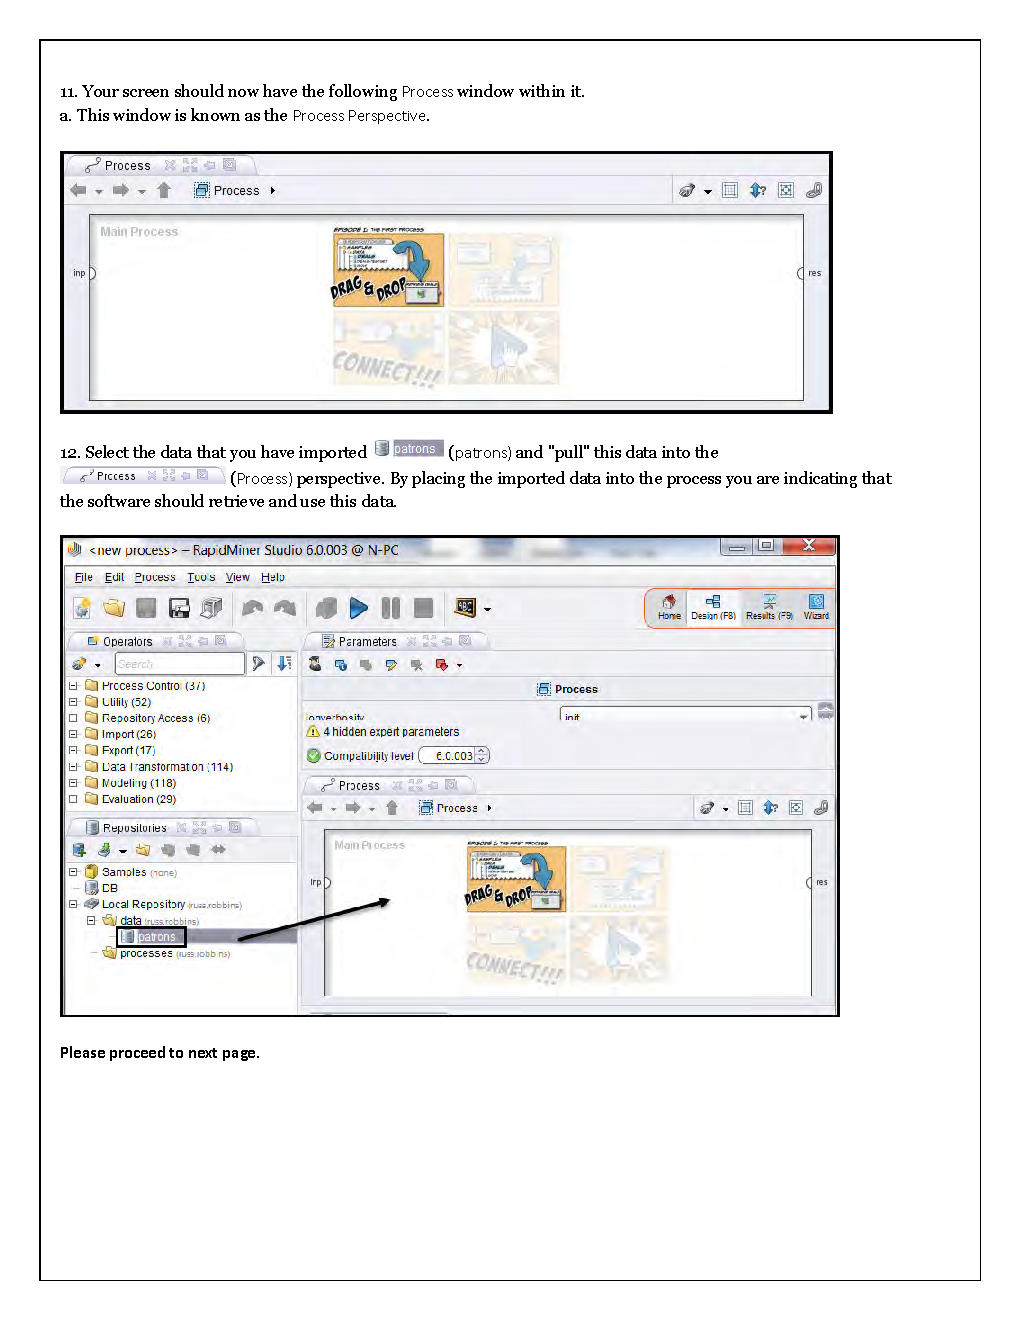 11. Your screen should now have the following Process window within it.
a. This window is known as the Process Perspective.
Process
Process
Main Process
EPISODE 1: THE FIRST PROCESS
SAMPLES
DATA
DEALS
DRAG & DROP
inp
res
CONNECT!!!
12. Select the data that you have imported patrons (patrons) and "pull" this data into the
Process (Process) perspective. By placing the imported data into the process you are indicating that
the software should retrieve and use this data.
<new process> – RapidMiner Studio 6.0.003 @ N-PC
File Edit Process Tools View Help
ABC
Home Design (F8) Results (F9) Wizard
Operators
Search
Process Control (37)
Utility (52)
Repository Access (6)
Import (26)
Export (17)
Data Transformation (114)
Modeling (118)
Evaluation (29)
Repositories
Samples (none)
DB
Local Repository (russ.robbins)
data (russ.robbins)
patrons
processes (russ.robbins)
Parameters
Process
logverbosity init
4 hidden expert parameters
Compatibility level 6.0.003
Process
Process
Main Process
EPISODE 1: THE FIRST PROCESS
SAMPLES
DATA
DEALS
DRAG & DROP
inp
res
CONNECT!!!
Please proceed to next page.